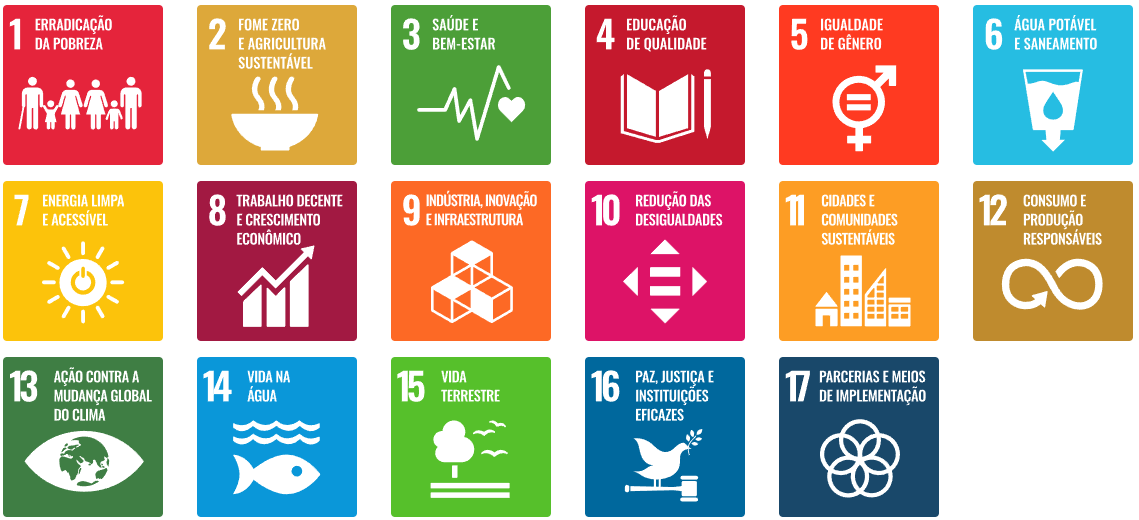 1 ERRADICAÇÃO
DA POBREZA
2 FOME ZERO
E AGRICULTURA
SUSTENTÁVEL
3 SAÚDE E
BEM-ESTAR
4 EDUCAÇÃO
DE QUALIDADE
5 IGUALDADE
DE GÊNERO
6 ÁGUA POTÁVEL
E SANEAMENTO
7 ENERGIA LIMPA
E ACESSÍVEL
8 TRABALHO DECENTE
E CRESCIMENTO
ECONÔMICO
9 INDÚSTRIA, INOVAÇÃO
E INFRAESTRUTURA
10 REDUÇÃO DAS
DESIGUALDADES
11 CIDADES E
COMUNIDADES
SUSTENTÁVEIS
12 CONSUMO E
PRODUÇÃO
RESPONSÁVEIS
13 AÇÃO CONTRA A
MUDANÇA GLOBAL
DO CLIMA
14 VIDA NA
ÁGUA
15 VIDA
TERRESTRE
16 PAZ, JUSTIÇA E
INSTITUIÇÕES
EFICAZES
17 PARCERIAS E MEIOS
DE IMPLEMENTAÇÃO